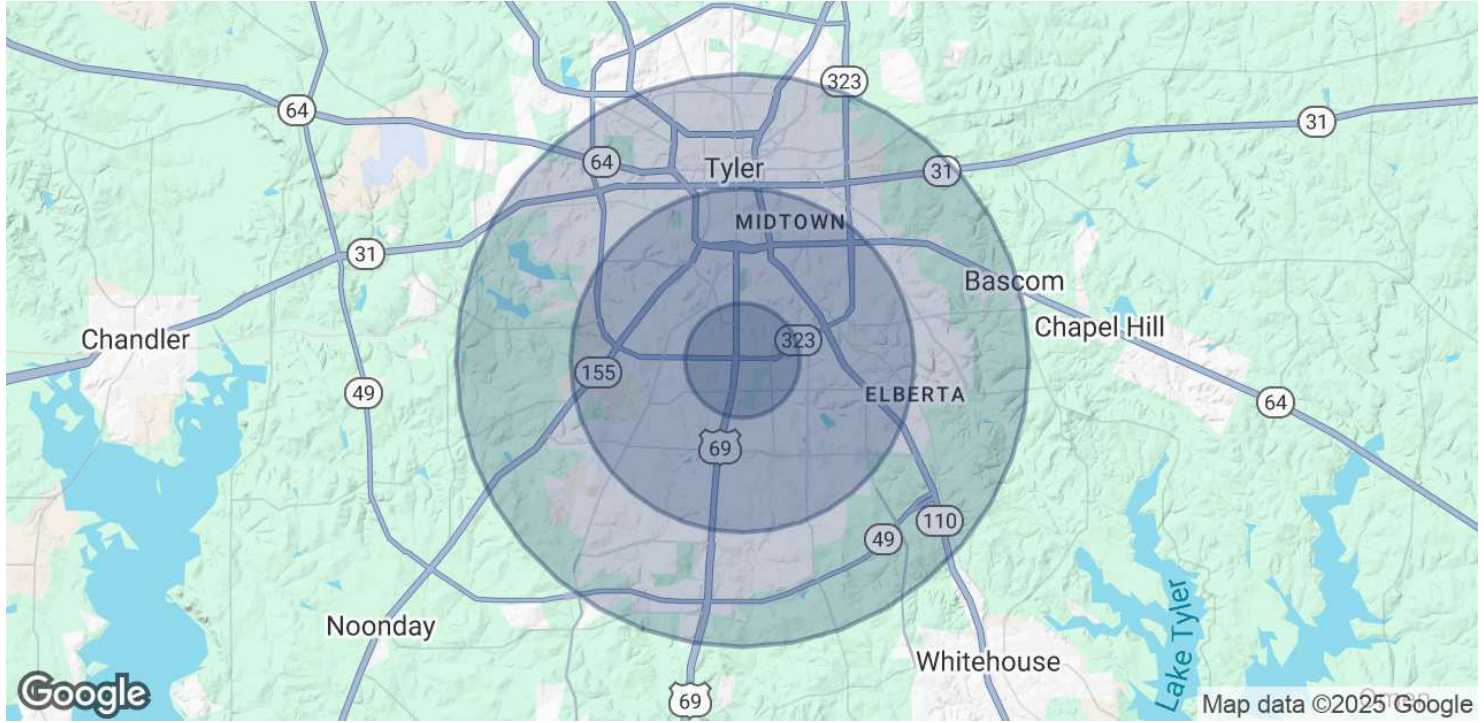 323
64
31
64
Tyler
31
MIDTOWN
31
Bascom
Chapel Hill
Chandler
323
155
49
ELBERTA
64
69
110
49
Noonday
Whitehouse
Lake Tyler
69
Google
Map data ©2025 Google